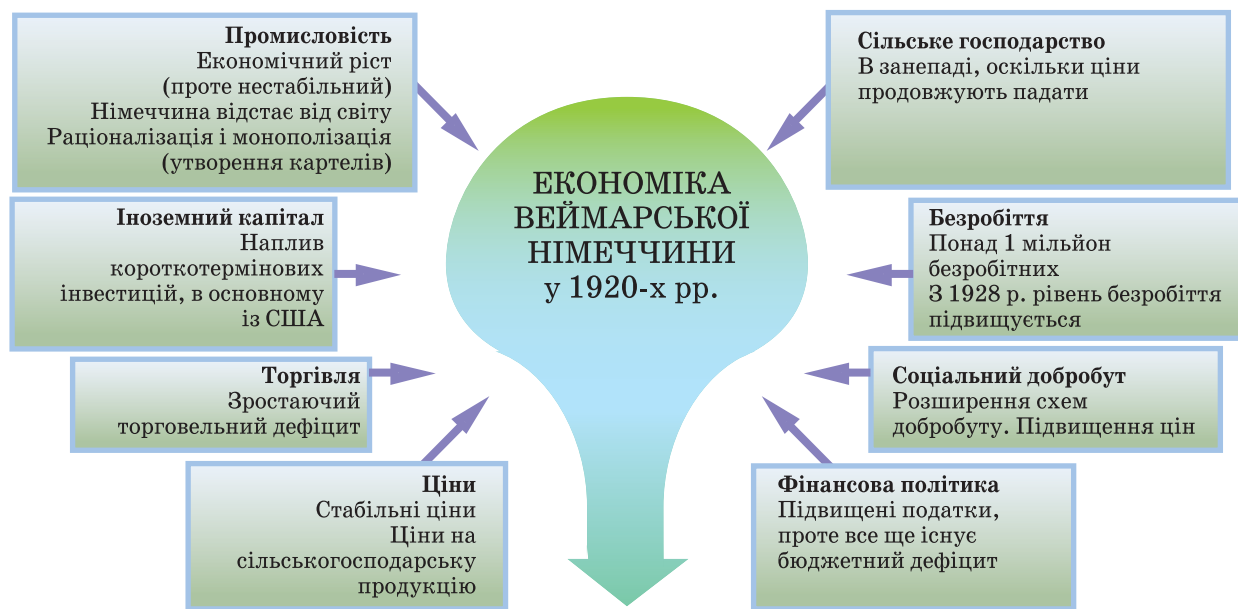 Промисловість
Економічний ріст
(проте нестабільний)
Німеччина відстає від світу
Раціоналізація і монополізація
(утворення картелів)
Іноземний капітал
Наплив
короткотермінових
інвестицій, в основному
із США
Торгівля
Зростаючий
торговельний дефіцит
Ціни
Стабільні ціни
Ціни на
сільськогосподарську
продукцію
ЕКОНОМІКА
ВЕЙМАРСЬКОЇ
НІМЕЧЧИНИ
у 1920-х рр.
Сільське господарство
В занепаді, оскільки ціни
продовжують падати
Безробіття
Понад 1 мільйон
безробітних
З 1928 р. рівень безробіття
підвищується
Соціальний добробут
Розширення схем
добробуту. Підвищення цін
Фінансова політика
Підвищені податки,
проте все ще існує
бюджетний дефіцит